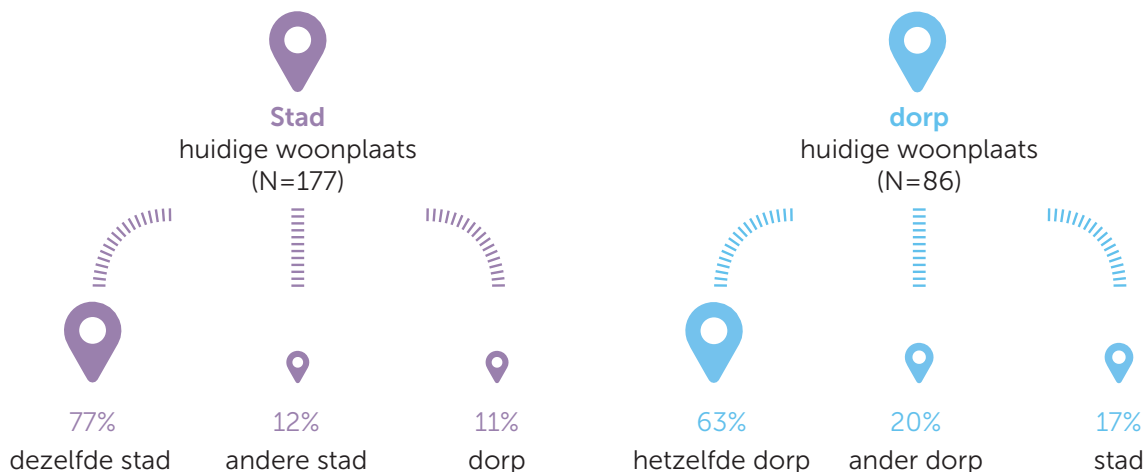 Stad
huidige woonplaats
(N=177)
77%
dezelfde stad
12%
andere stad
11%
dorp
dorp
huidige woonplaats
(N=86)
63%
hetzelfde dorp
20%
ander dorp
17%
stad